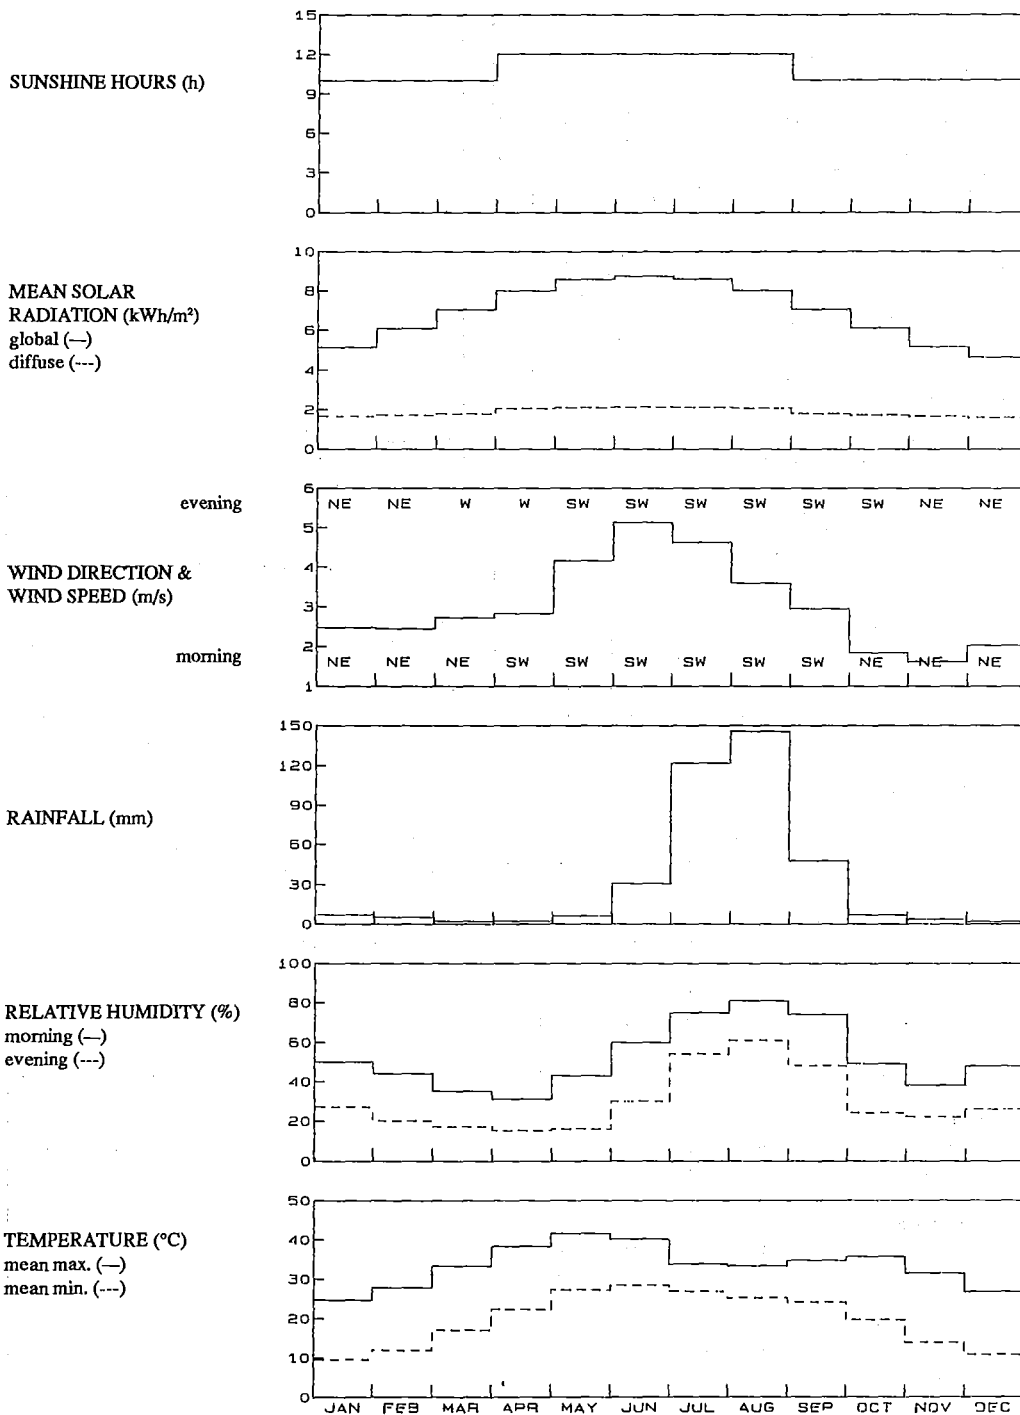 15
12
SUNSHINE HOURS (h)
9
6
3
0
10
MEAN SOLAR
8
RADIATION (kWh/m²)
6
global (—)
diffuse (---)
4
2
0
6
evening
NE NE W W SW SW SW SW SW SW NE NE
5
4
WIND DIRECTION &
WIND SPEED (m/s)
3
2
morning
NE NE NE SW SW SW SW SW SW NE NE NE
1
150
120
90
RAINFALL (mm)
60
30
0
100
80
RELATIVE HUMIDITY (%)
morning (—)
60
evening (---)
40
20
0
50
TEMPERATURE (°C)
40
mean max. (—)
mean min. (---)
30
20
10
0
JAN FEB MAR APR MAY JUN JUL AUG SEP OCT NOV DEC